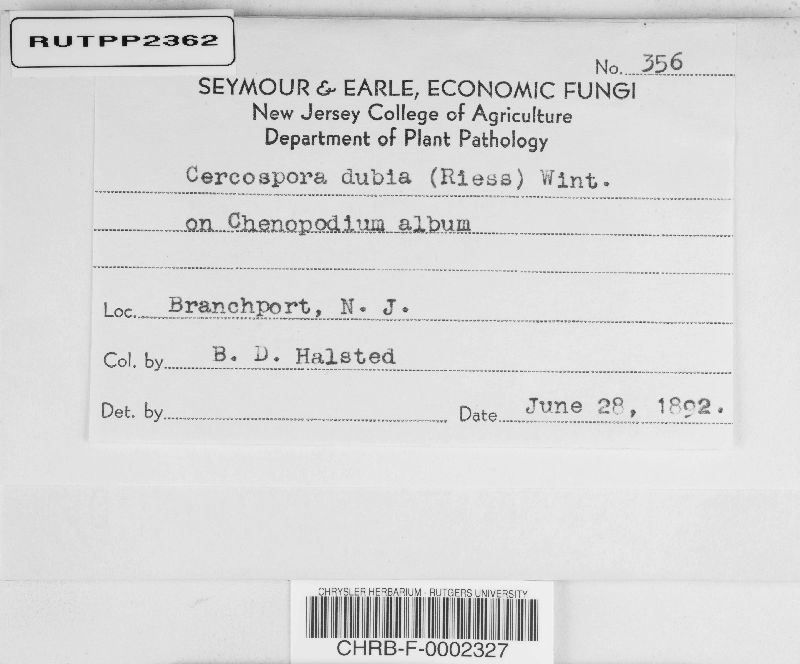 RUTPP2362
No. 356
SEYMOUR & EARLE, ECONOMIC FUNGI
New Jersey College of Agriculture
Department of Plant Pathology
Cercospora dubia (Riess) Wint.
on Chenopodium album
Loc. Branchport, N. J.
Col. by B. D. Halsted
Det. by
Date June 28, 1892.
CHRYSLER HERBARIUM - RUTGERS UNIVERSITY
CHRB-F-0002327